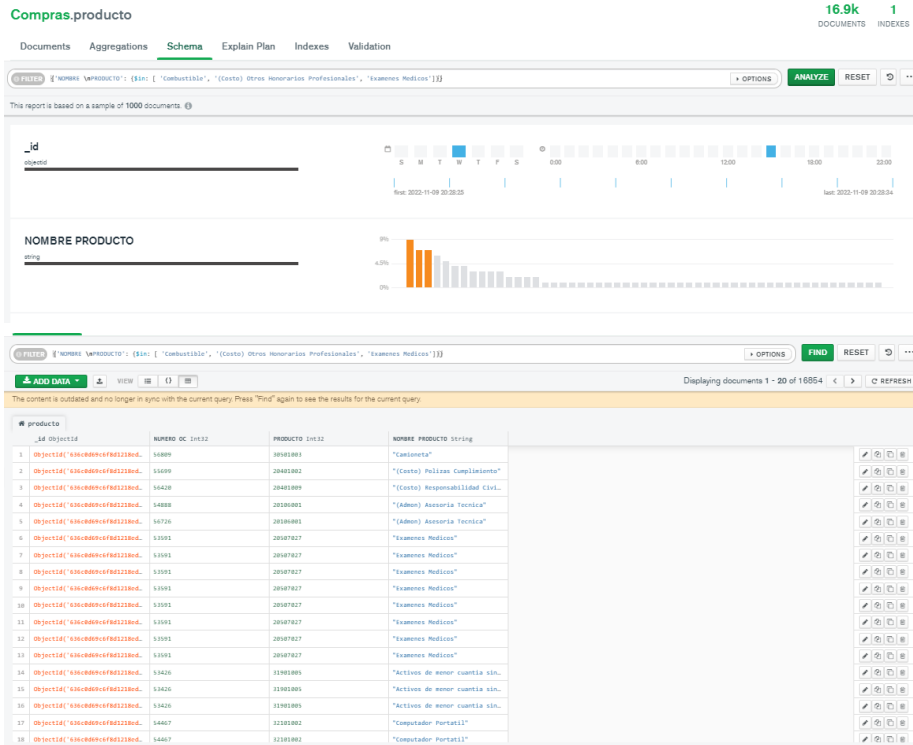 Compras.producto
16.9k 1
DOCUMENTS INDEXES
Documents Aggregations Schema Explain Plan Indexes Validation
FILTER {'NOMBRE \nPRODUCTO': {$in: [ 'Combustible', '(Costo) Otros Honorarios Profesionales', 'Examenes Medicos']}} OPTIONS ANALYZE RESET
This report is based on a sample of 1000 documents.
_id
objectid
S M T W T F S 0:00 6:00 12:00 18:00 23:00
first: 2022-11-09 20:28:25 last: 2022-11-09 20:28:34
NOMBRE PRODUCTO
string
9%
4.5%
0%
FILTER {'NOMBRE \nPRODUCTO': {$in: [ 'Combustible', '(Costo) Otros Honorarios Profesionales', 'Examenes Medicos']}} OPTIONS FIND RESET
ADD DATA VIEW {} Displaying documents 1 - 20 of 16854 < > REFRESH
The content is outdated and no longer in sync with the current query. Press "Find" again to see the results for the current query.
producto
_id ObjectId NUMERO OC Int32 PRODUCTO Int32 NOMBRE PRODUCTO String
1 56809 30501003 "Camioneta"
2 55699 20401002 "(Costo) Polizas Cumplimiento"
3 56420 20401009 "(Costo) Responsabilidad Civi…
4 54888 20106001 "(Admon) Asesoria Tecnica"
5 56726 20106001 "(Admon) Asesoria Tecnica"
6 53591 20507027 "Examenes Medicos"
7 53591 20507027 "Examenes Medicos"
8 53591 20507027 "Examenes Medicos"
9 53591 20507027 "Examenes Medicos"
10 53591 20507027 "Examenes Medicos"
11 53591 20507027 "Examenes Medicos"
12 53591 20507027 "Examenes Medicos"
13 53591 20507027 "Examenes Medicos"
14 53426 31901005 "Activos de menor cuantia sin…
15 53426 31901005 "Activos de menor cuantia sin…
16 53426 31901005 "Activos de menor cuantia sin…
17 54467 32101002 "Computador Portatil"
18 54467 32101002 "Computador Portatil"